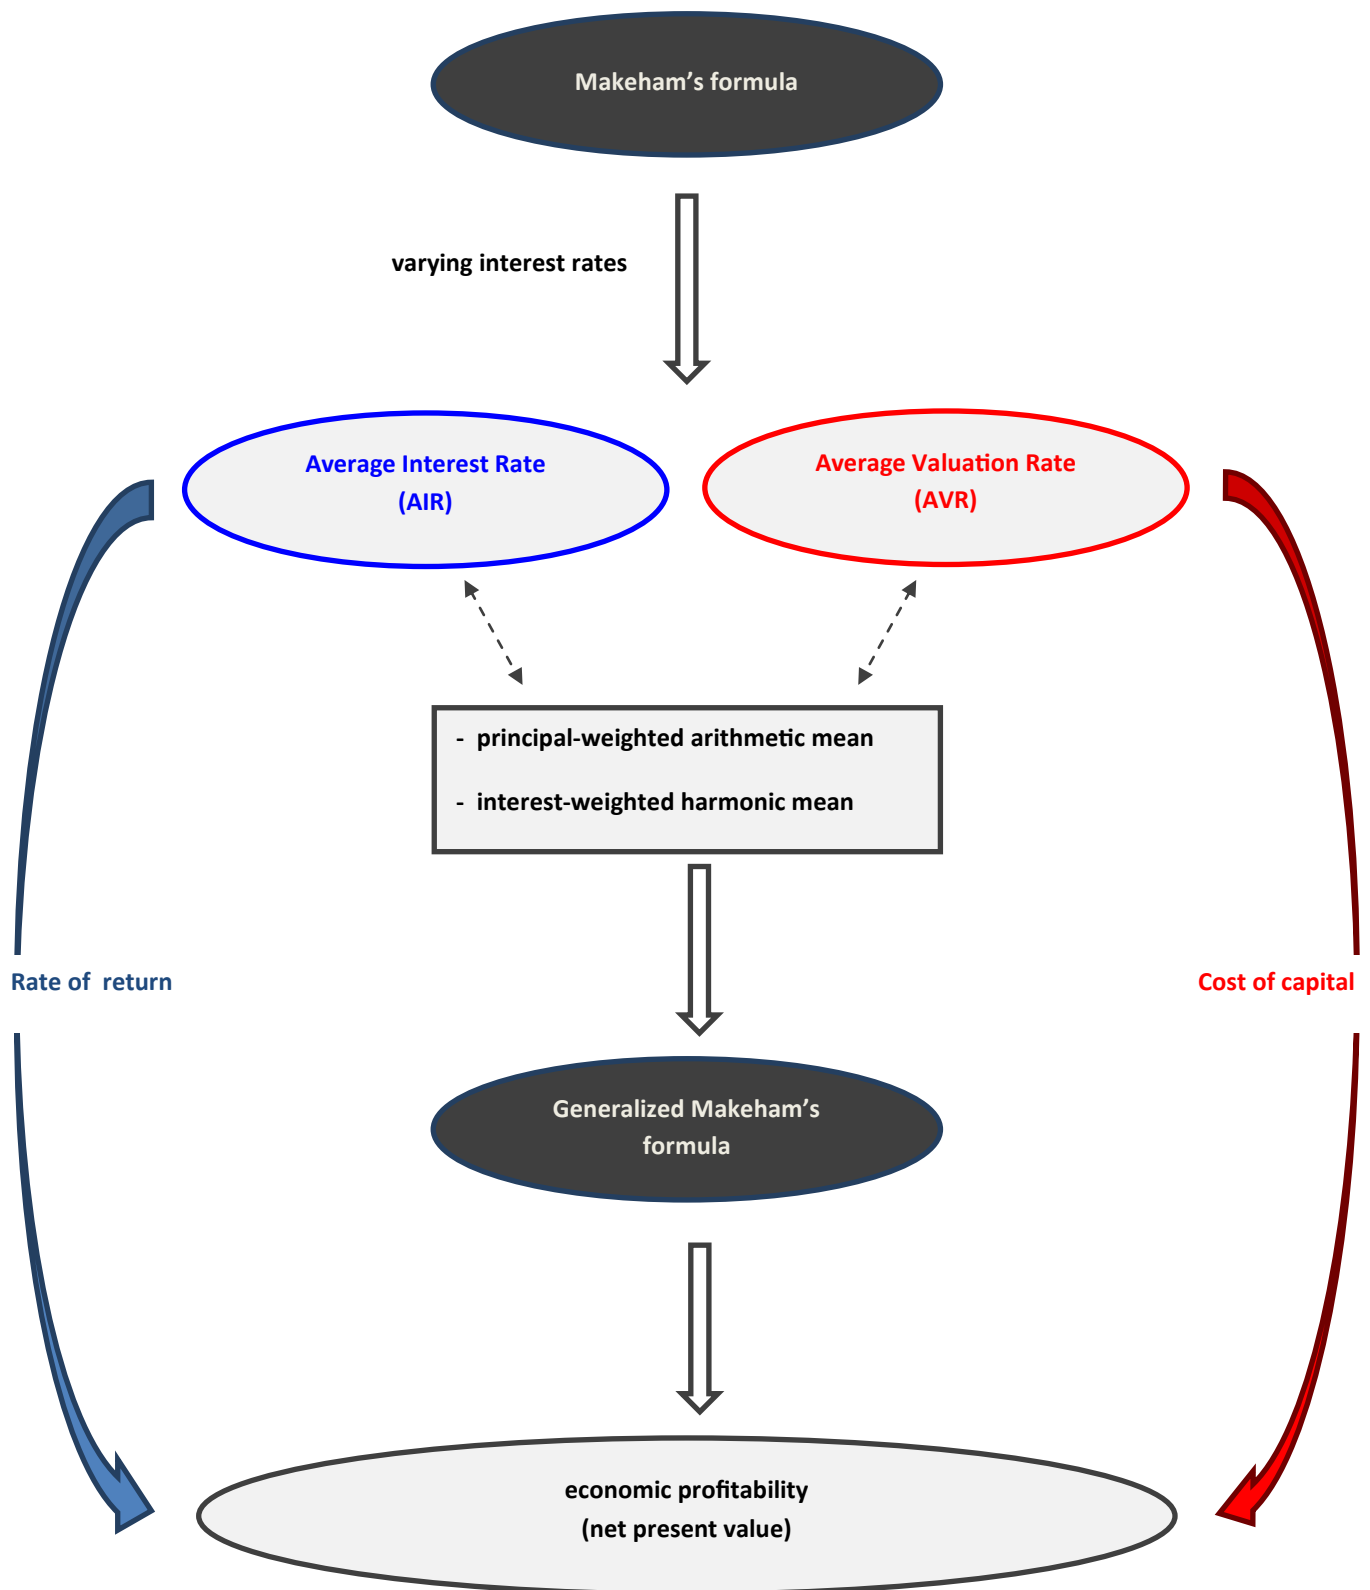 Makeham’s formula
varying interest rates
Average Interest Rate
(AIR)
Average Valuation Rate
(AVR)
- principal-weighted arithmetic mean
- interest-weighted harmonic mean
Rate of return
Cost of capital
Generalized Makeham’s
formula
economic profitability
(net present value)